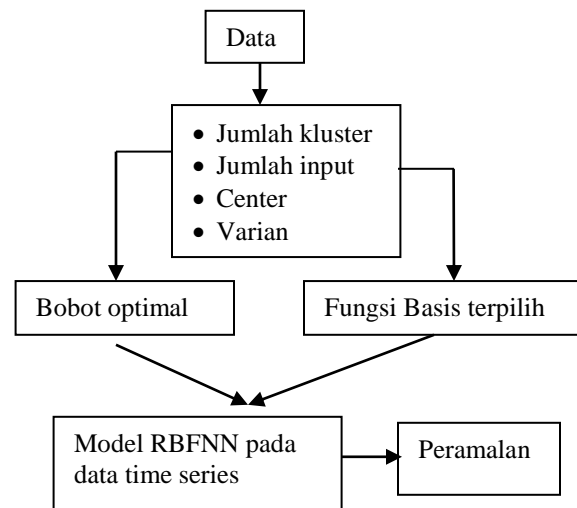 Data
• Jumlah kluster
• Jumlah input
• Center
• Varian
Bobot optimal
Fungsi Basis terpilih
Model RBFNN pada
data time series
Peramalan